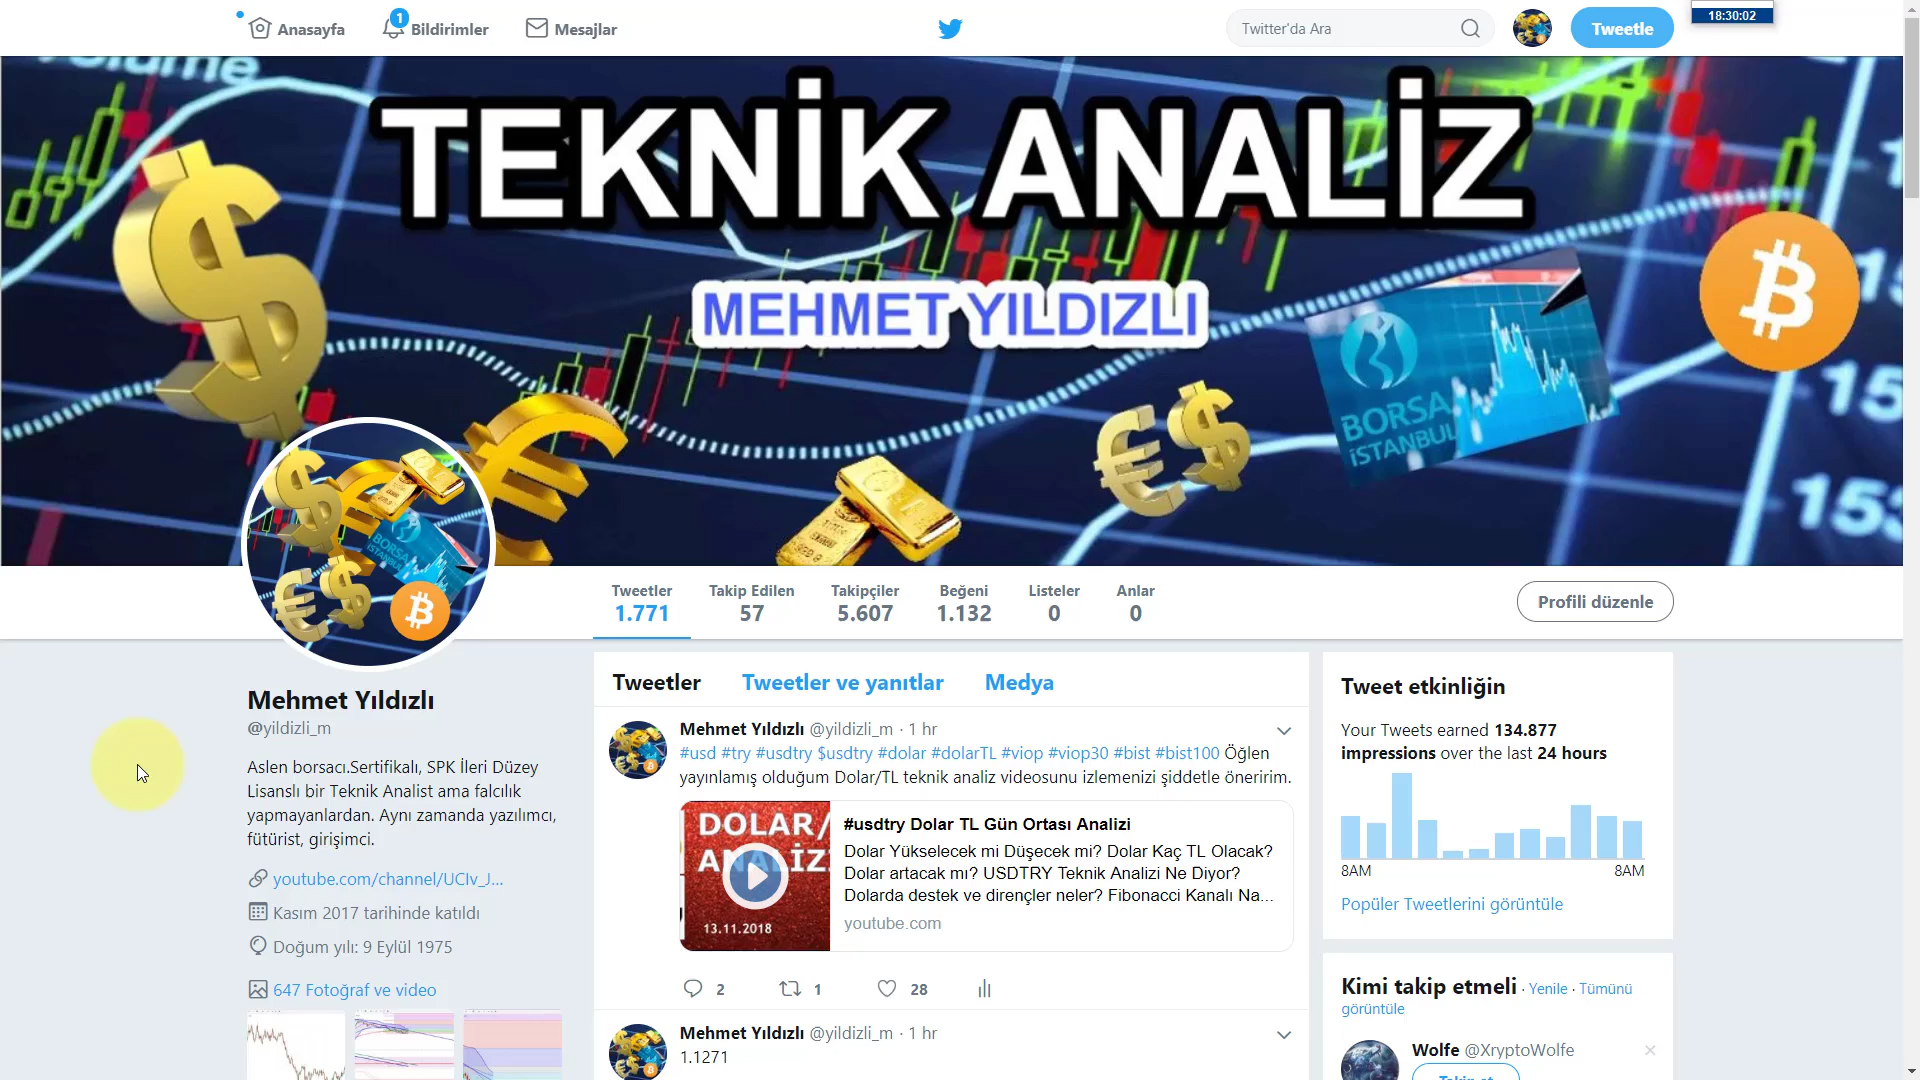 Anasayfa
1
Bildirimler
Mesajlar
Twitter'da Ara
Tweetle
18:30:02
Volume
TEKNİK ANALİZ
MEHMET YILDIZLI
BORSA
İSTANBUL
15
153
153
BORSA
Tweetler
1.771
Takip Edilen
57
Takipçiler
5.607
Beğeni
1.132
Listeler
0
Anlar
0
Profili düzenle
Mehmet Yıldızlı
@yildizli_m
Aslen borsacı.Sertifikalı, SPK İleri Düzey
Lisanslı bir Teknik Analist ama falcılık
yapmayanlardan. Aynı zamanda yazılımcı,
fütürist, girişimci.
youtube.com/channel/UCIv_J...
Kasım 2017 tarihinde katıldı
Doğum yılı: 9 Eylül 1975
647 Fotoğraf ve video
Tweetler
Tweetler ve yanıtlar
Medya
Mehmet Yıldızlı @yildizli_m · 1 hr
#usd #try #usdtry $usdtry #dolar #dolarTL #viop #viop30 #bist #bist100 Öğlen
yayınlamış olduğum Dolar/TL teknik analiz videosunu izlemenizi şiddetle öneririm.
DOLAR/
ANALİZ
13.11.2018
#usdtry Dolar TL Gün Ortası Analizi
Dolar Yükselecek mi Düşecek mi? Dolar Kaç TL Olacak?
Dolar artacak mı? USDTRY Teknik Analizi Ne Diyor?
Dolarda destek ve dirençler neler? Fibonacci Kanalı Na...
youtube.com
2
1
28
Mehmet Yıldızlı @yildizli_m · 1 hr
1.1271
Tweet etkinliğin
Your Tweets earned 134.877
impressions over the last 24 hours
8AM
8AM
Popüler Tweetlerini görüntüle
Kimi takip etmeli · Yenile · Tümünü
görüntüle
Wolfe @XryptoWolfe
Takip et